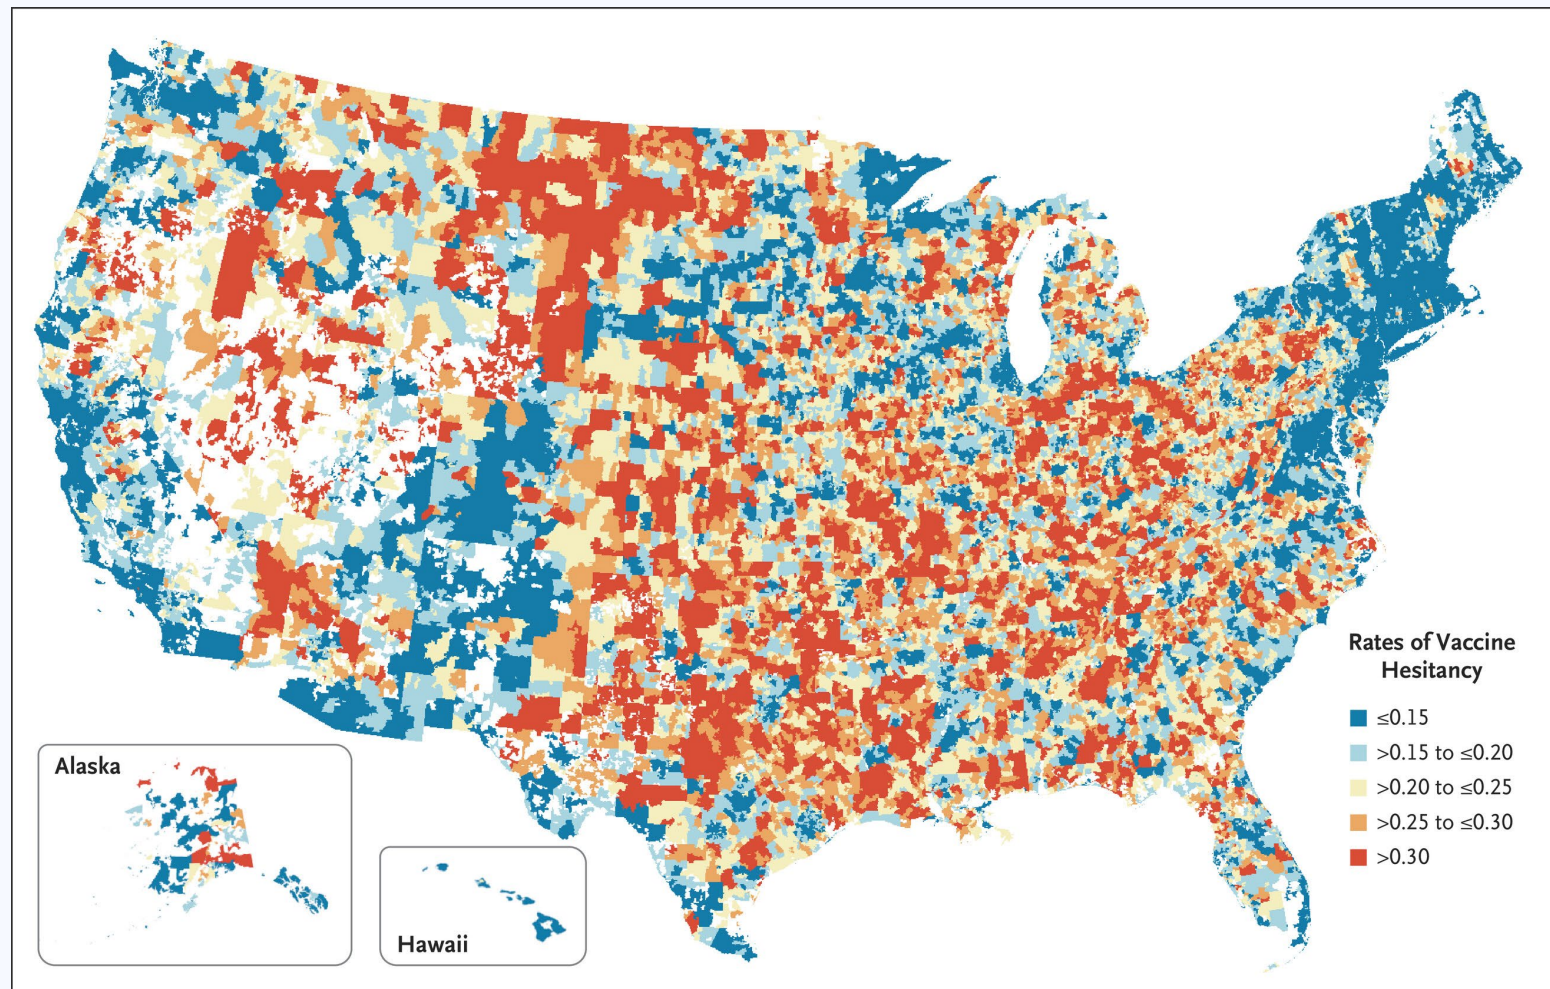 Rates of Vaccine
Hesitancy
≤0.15
>0.15 to ≤0.20
>0.20 to ≤0.25
>0.25 to ≤0.30
>0.30
Alaska
Hawaii